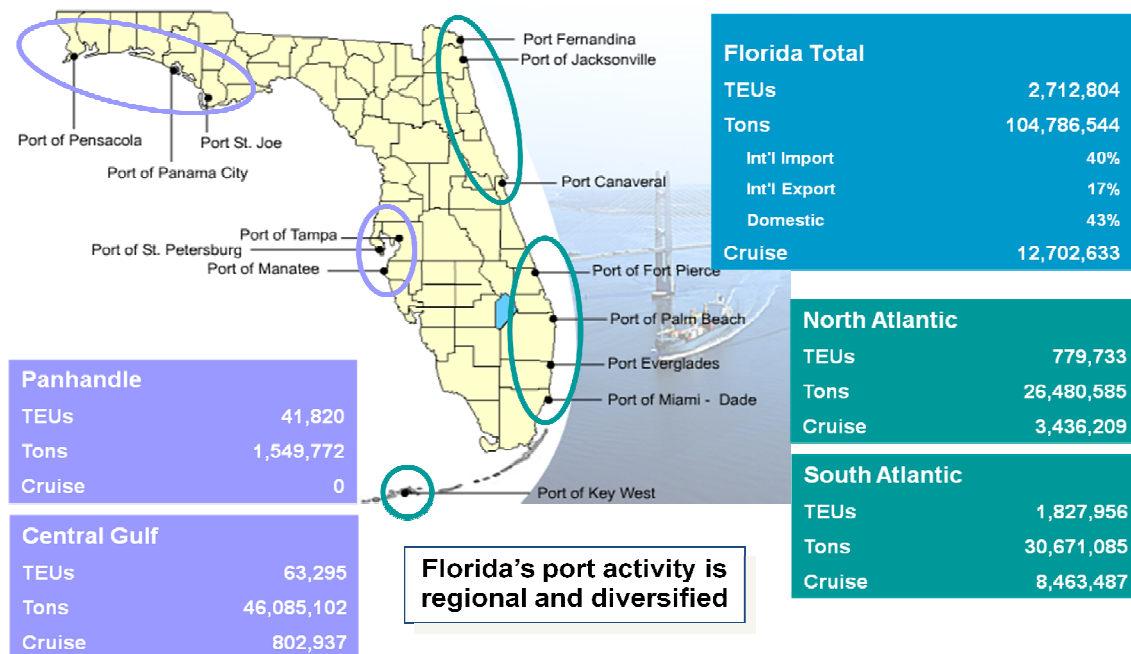 Port Fernandina
Port of Jacksonville
Port of Pensacola
Port St. Joe
Port of Panama City
Port Canaveral
Port of Tampa
Port of St. Petersburg
Port of Manatee
Port of Fort Pierce
Port of Palm Beach
Port Everglades
Port of Miami - Dade
Port of Key West
Florida Total
TEUs 2,712,804
Tons 104,786,544
Int'l Import 40%
Int'l Export 17%
Domestic 43%
Cruise 12,702,633
North Atlantic
TEUs 779,733
Tons 26,480,585
Cruise 3,436,209
South Atlantic
TEUs 1,827,956
Tons 30,671,085
Cruise 8,463,487
Panhandle
TEUs 41,820
Tons 1,549,772
Cruise 0
Central Gulf
TEUs 63,295
Tons 46,085,102
Cruise 802,937
Florida's port activity is
regional and diversified